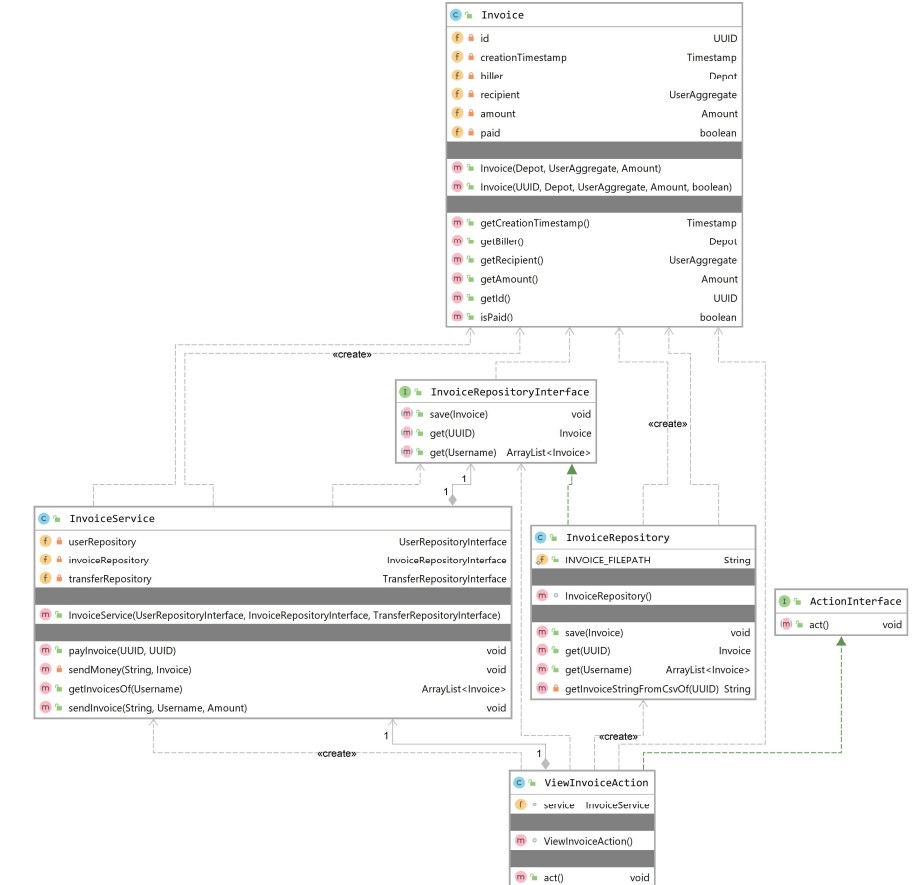 Invoice
id UUID
creationTimestamp Timestamp
biller Depot
recipient UserAggregate
amount Amount
paid boolean
Invoice(Depot, UserAggregate, Amount)
Invoice(UUID, Depot, UserAggregate, Amount, boolean)
getCreationTimestamp() Timestamp
getBiller() Depot
getRecipient() UserAggregate
getAmount() Amount
getId() UUID
isPaid() boolean
«create»
InvoiceRepositoryInterface
save(Invoice) void
get(UUID) Invoice
get(Username) ArrayList<Invoice>
«create»
1
1
InvoiceService
userRepository UserRepositoryInterface
invoiceRepository InvoiceRepositoryInterface
transferRepository TransferRepositoryInterface
InvoiceService(UserRepositoryInterface, InvoiceRepositoryInterface, TransferRepositoryInterface)
payInvoice(UUID, UUID) void
sendMoney(String, Invoice) void
getInvoicesOf(Username) ArrayList<Invoice>
sendInvoice(String, Username, Amount) void
InvoiceRepository
INVOICE_FILEPATH String
InvoiceRepository()
save(Invoice) void
get(UUID) Invoice
get(Username) ArrayList<Invoice>
getInvoiceStringFromCsvOf(UUID) String
ActionInterface
act() void
1
«create»
1
«create»
ViewInvoiceAction
service InvoiceService
ViewInvoiceAction()
act() void